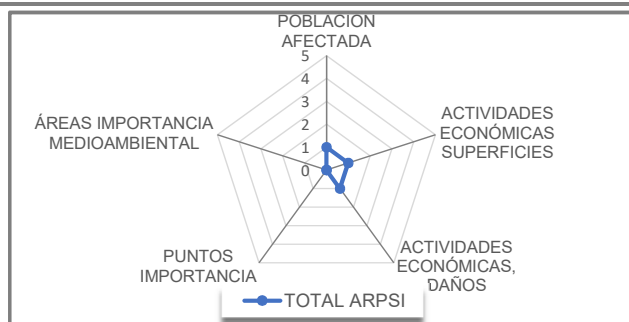 POBLACIÓN
AFECTADA
5
4
3
2
1
0
ACTIVIDADES
ECONÓMICAS
SUPERFICIES
ACTIVIDADES
ECONÓMICAS,
DAÑOS
PUNTOS
IMPORTANCIA
ÁREAS IMPORTANCIA
MEDIOAMBIENTAL
TOTAL ARPSI